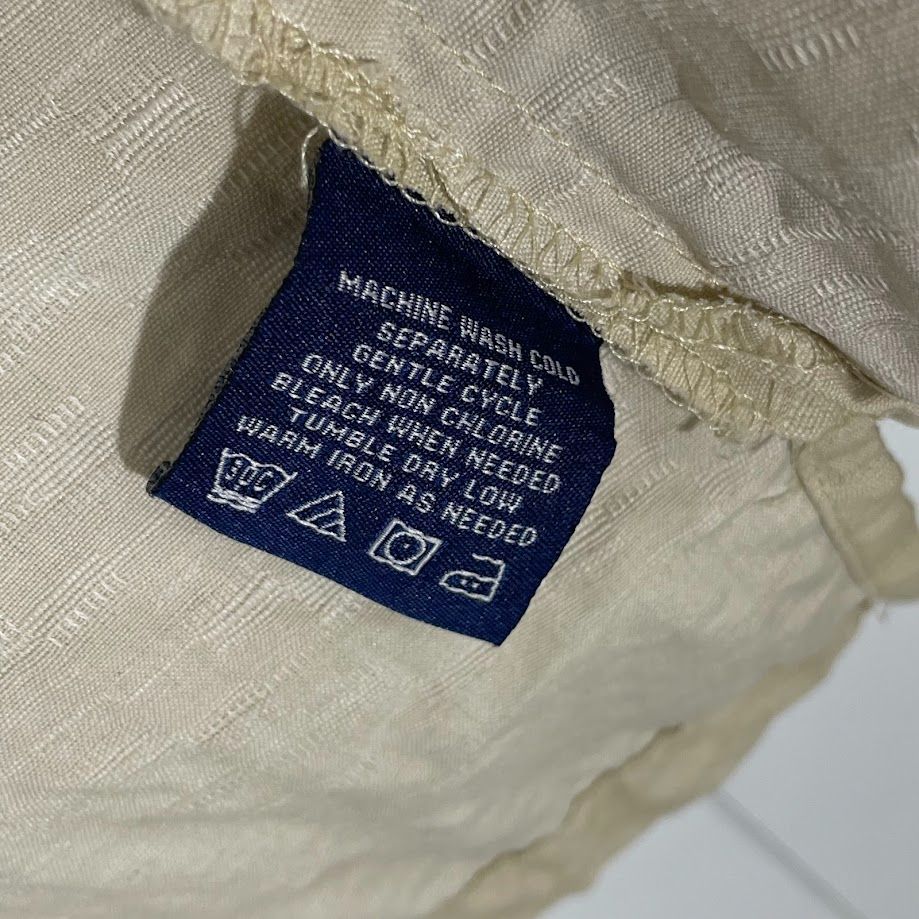 MACHINE WASH COLD
SEPARATELY
GENTLE CYCLE
ONLY NON CHLORINE
BLEACH WHEN NEEDED
TUMBLE DRY LOW
WARM IRON AS NEEDED
30C